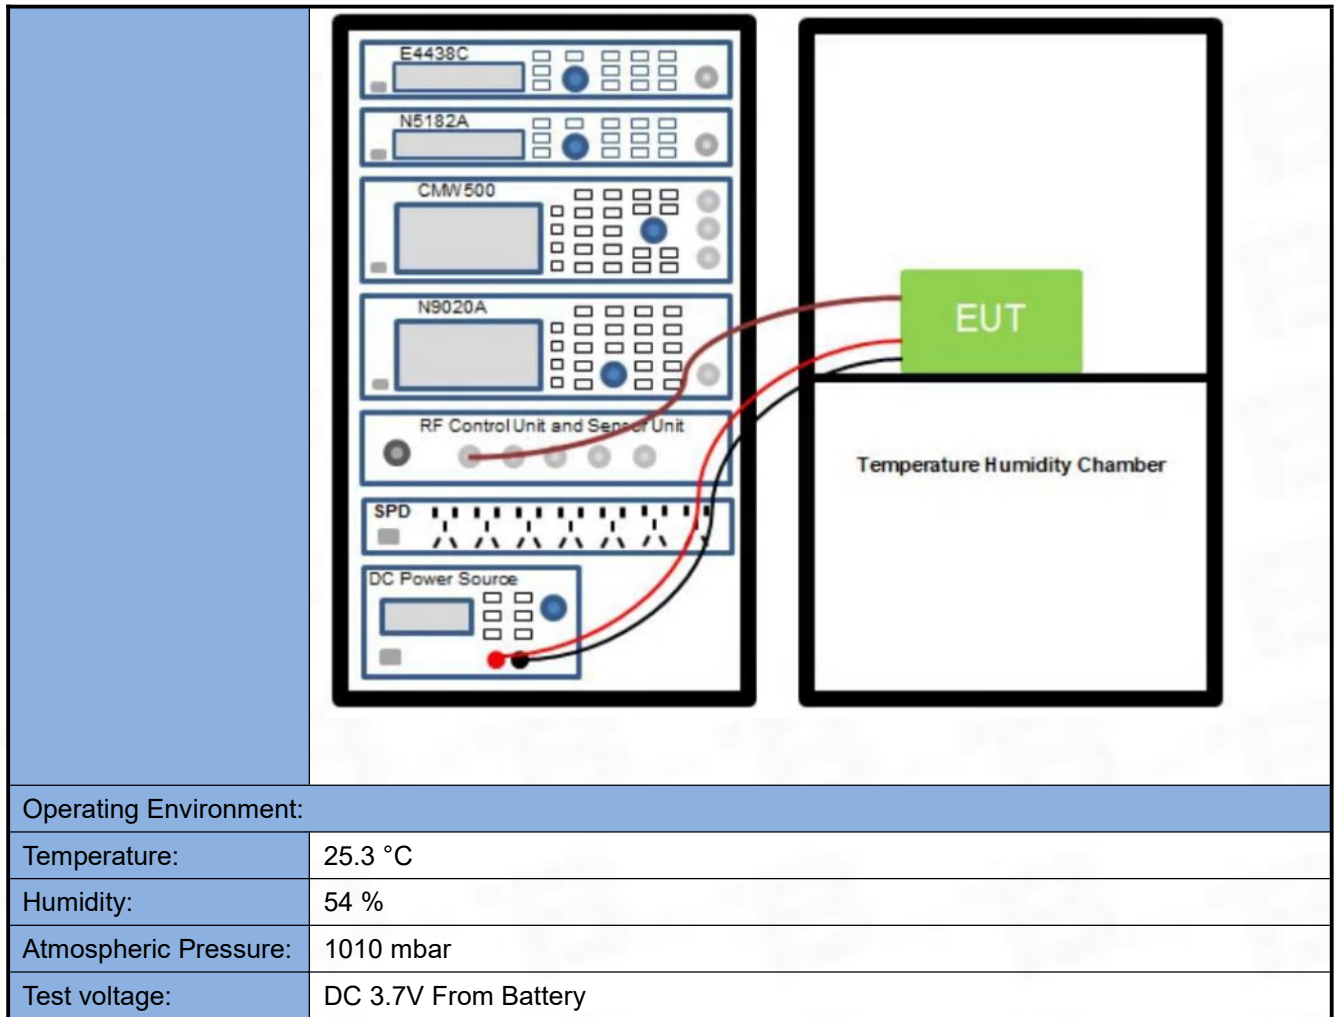 E4438C
N5182A
CMW500
N9020A
EUT
RF Control Unit and Sensor Unit
Temperature Humidity Chamber
SPD
DC Power Source
Operating Environment:
Temperature: 25.3 °C
Humidity: 54 %
Atmospheric Pressure: 1010 mbar
Test voltage: DC 3.7V From Battery